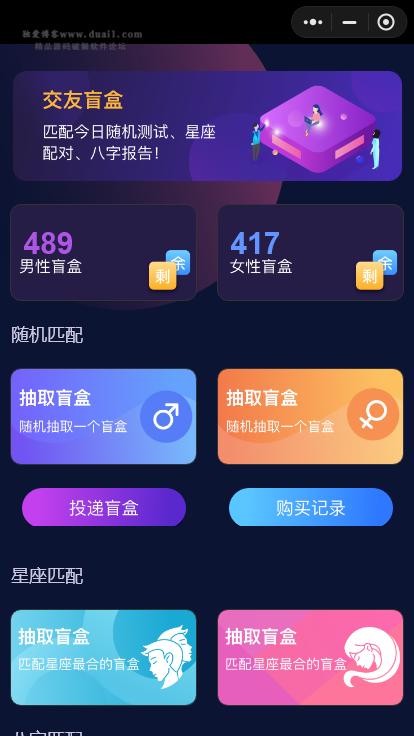 独爱博客www.duai1.com
精品源码破解软件论坛
交友盲盒
匹配今日随机测试、星座
配对、八字报告！
489
男性盲盒
剩余
417
女性盲盒
剩余
随机匹配
抽取盲盒
随机抽取一个盲盒
抽取盲盒
随机抽取一个盲盒
投递盲盒
购买记录
星座匹配
抽取盲盒
匹配星座最合的盲盒
抽取盲盒
匹配星座最合的盲盒
八字匹配